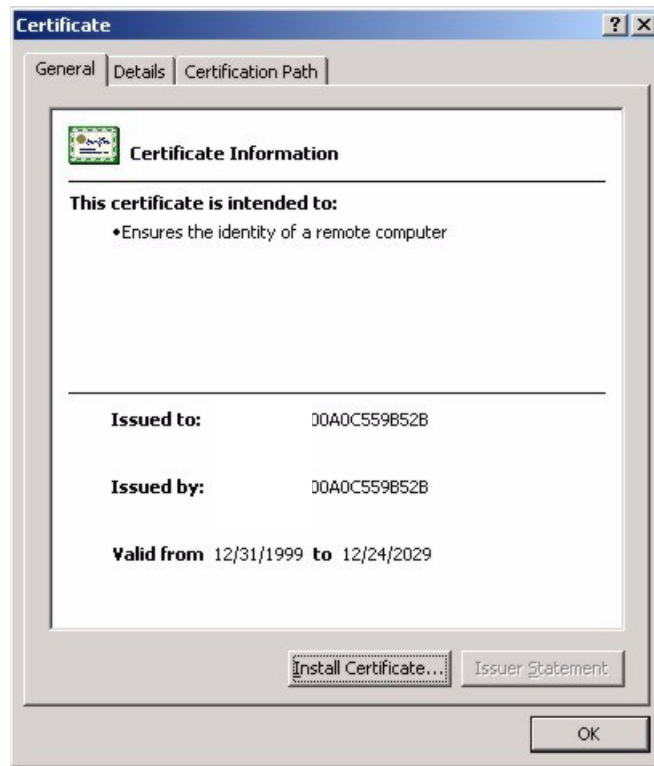 Certificate
General Details Certification Path
Certificate Information
This certificate is intended to:
•Ensures the identity of a remote computer
Issued to: 00A0C559B52B
Issued by: 00A0C559B52B
Valid from 12/31/1999 to 12/24/2029
Install Certificate... Issuer Statement
OK